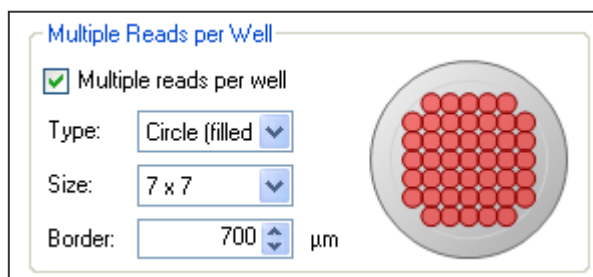 Multiple Reads per Well
Multiple reads per well
Type: Circle (filled
Size: 7 x 7
Border: 700 µm